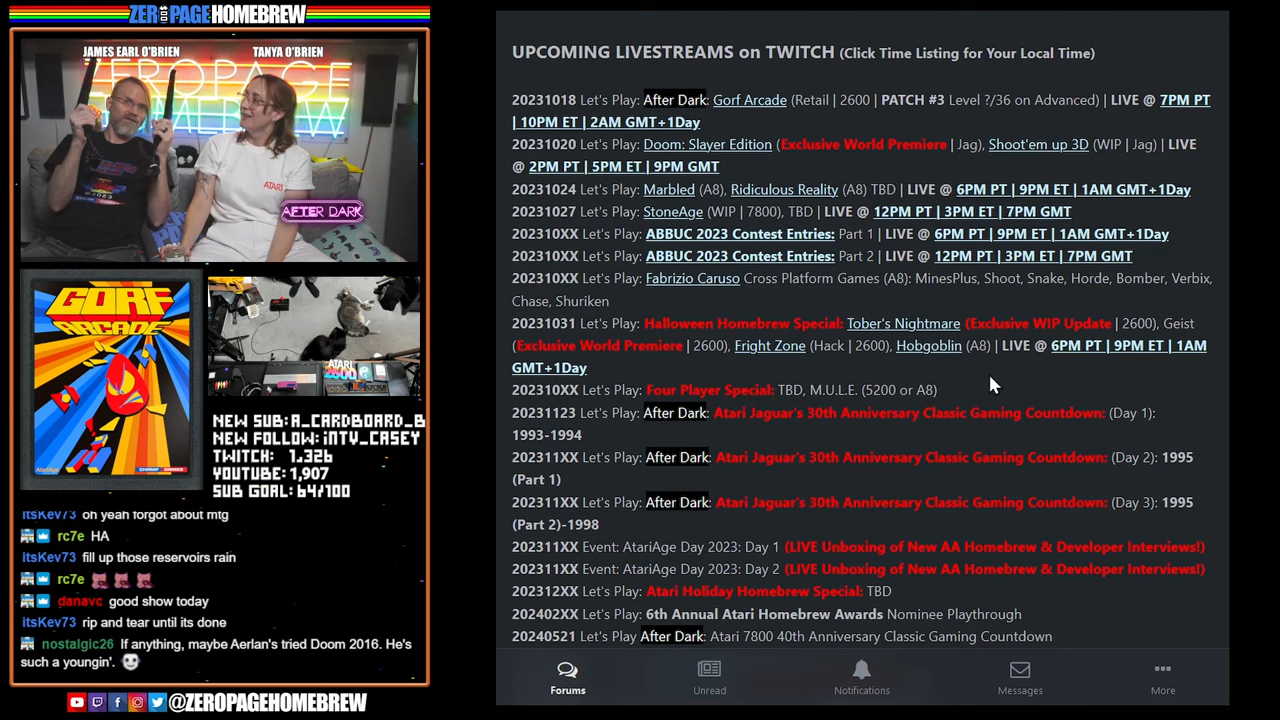 ZEROPAGEHOMEBREW
JAMES EARL O'BRIEN
TANYA O'BRIEN
ZEROPAGE
HOMEBREW
ATARI
AFTER DARK
GORF
ARCADE
AtariAge
CHAMP GAMES
ATARI
2600
NEW SUB: A_CARDBOARD_B
NEW FOLLOW: INTV_CASEY
TWITCH: 1,326
YOUTUBE: 1,907
SUB GOAL: 64/100
ItsKev73 oh yeah forgot about mtg
rc7e HA
ItsKev73 fill up those reservoirs rain
rc7e
danavc good show today
ItsKev73 rip and tear until its done
nostalgic26 If anything, maybe Aerlan's tried Doom 2016. He's
such a youngin'.
@ZEROPAGEHOMEBREW
UPCOMING LIVESTREAMS on TWITCH (Click Time Listing for Your Local Time)
20231018 Let's Play: After Dark: Gorf Arcade (Retail | 2600 | PATCH #3 Level ?/36 on Advanced) | LIVE @ 7PM PT
| 10PM ET | 2AM GMT+1Day
20231020 Let's Play: Doom: Slayer Edition (Exclusive World Premiere | Jag), Shoot'em up 3D (WIP | Jag) | LIVE
@ 2PM PT | 5PM ET | 9PM GMT
20231024 Let's Play: Marbled (A8), Ridiculous Reality (A8) TBD | LIVE @ 6PM PT | 9PM ET | 1AM GMT+1Day
20231027 Let's Play: StoneAge (WIP | 7800), TBD | LIVE @ 12PM PT | 3PM ET | 7PM GMT
202310XX Let's Play: ABBUC 2023 Contest Entries: Part 1 | LIVE @ 6PM PT | 9PM ET | 1AM GMT+1Day
202310XX Let's Play: ABBUC 2023 Contest Entries: Part 2 | LIVE @ 12PM PT | 3PM ET | 7PM GMT
202310XX Let's Play: Fabrizio Caruso Cross Platform Games (A8): MinesPlus, Shoot, Snake, Horde, Bomber, Verbix,
Chase, Shuriken
20231031 Let's Play: Halloween Homebrew Special: Tober's Nightmare (Exclusive WIP Update | 2600), Geist
(Exclusive World Premiere | 2600), Fright Zone (Hack | 2600), Hobgoblin (A8) | LIVE @ 6PM PT | 9PM ET | 1AM
GMT+1Day
202310XX Let's Play: Four Player Special: TBD, M.U.L.E. (5200 or A8)
20231123 Let's Play: After Dark: Atari Jaguar's 30th Anniversary Classic Gaming Countdown: (Day 1):
1993-1994
202311XX Let's Play: After Dark: Atari Jaguar's 30th Anniversary Classic Gaming Countdown: (Day 2): 1995
(Part 1)
202311XX Let's Play: After Dark: Atari Jaguar's 30th Anniversary Classic Gaming Countdown: (Day 3): 1995
(Part 2)-1998
202311XX Event: AtariAge Day 2023: Day 1 (LIVE Unboxing of New AA Homebrew & Developer Interviews!)
202311XX Event: AtariAge Day 2023: Day 2 (LIVE Unboxing of New AA Homebrew & Developer Interviews!)
202312XX Let's Play: Atari Holiday Homebrew Special: TBD
202402XX Let's Play: 6th Annual Atari Homebrew Awards Nominee Playthrough
20240521 Let's Play After Dark: Atari 7800 40th Anniversary Classic Gaming Countdown
Forums
Unread
Notifications
Messages
More